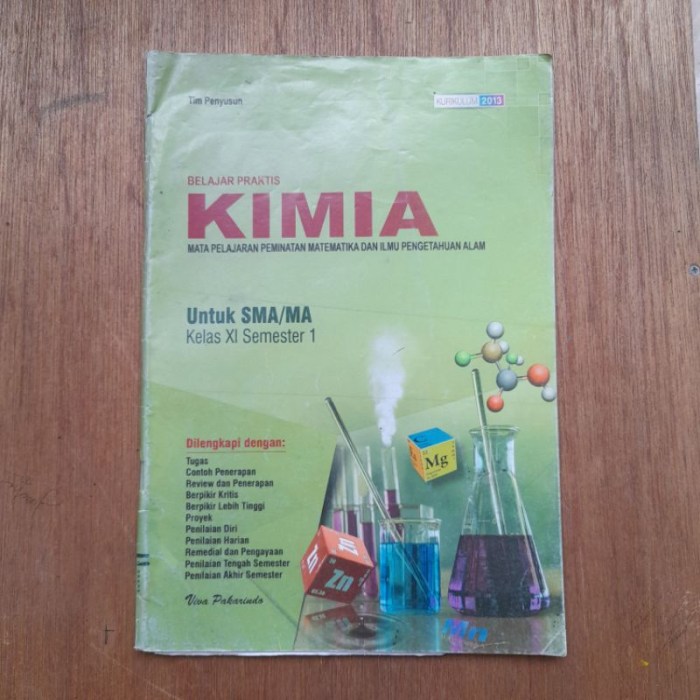 Tim Penyusun
KURIKULUM 2013
BELAJAR PRAKTIS
KIMIA
MATA PELAJARAN PEMINATAN MATEMATIKA DAN ILMU PENGETAHUAN ALAM
Untuk SMA/MA
Kelas XI Semester 1
Dilengkapi dengan:
Tugas
Contoh Penerapan
Review dan Penerapan
Berpikir Kritis
Berpikir Lebih Tinggi
Proyek
Penilaian Diri
Penilaian Harian
Remedial dan Pengayaan
Penilaian Tengah Semester
Penilaian Akhir Semester
Viva Pakarindo
Mg
Zn
Zn